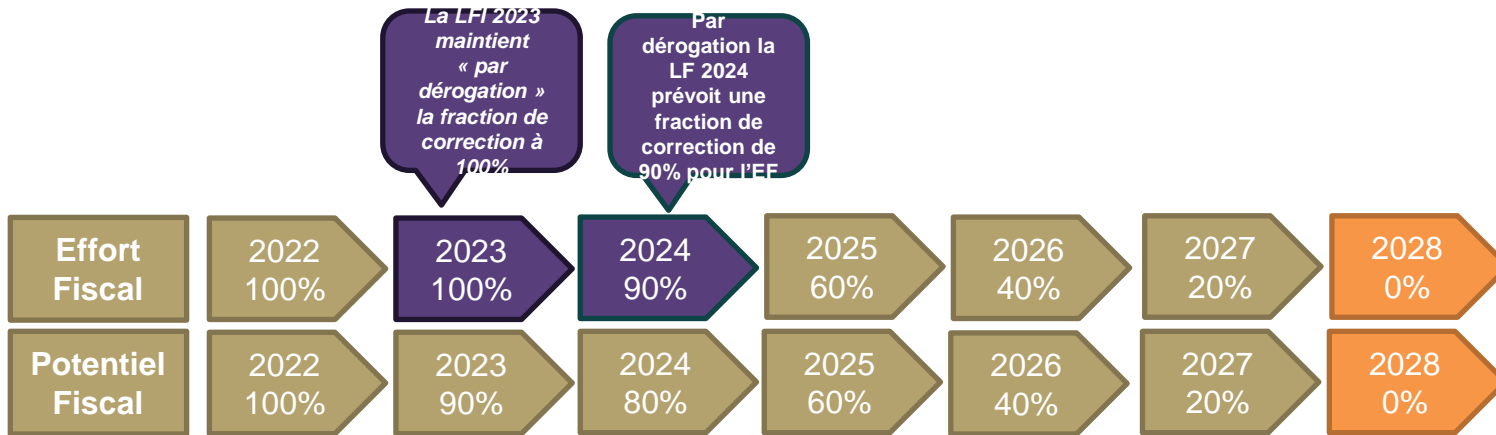 La LFI 2023
maintient
« par
dérogation »
la fraction de
correction à
100%
Par
dérogation la
LF 2024
prévoit une
fraction de
correction de
90% pour l'EF
Effort
Fiscal
2022
100%
2023
100%
2024
90%
2025
60%
2026
40%
2027
20%
2028
0%
Potentiel
Fiscal
2022
100%
2023
90%
2024
80%
2025
60%
2026
40%
2027
20%
2028
0%